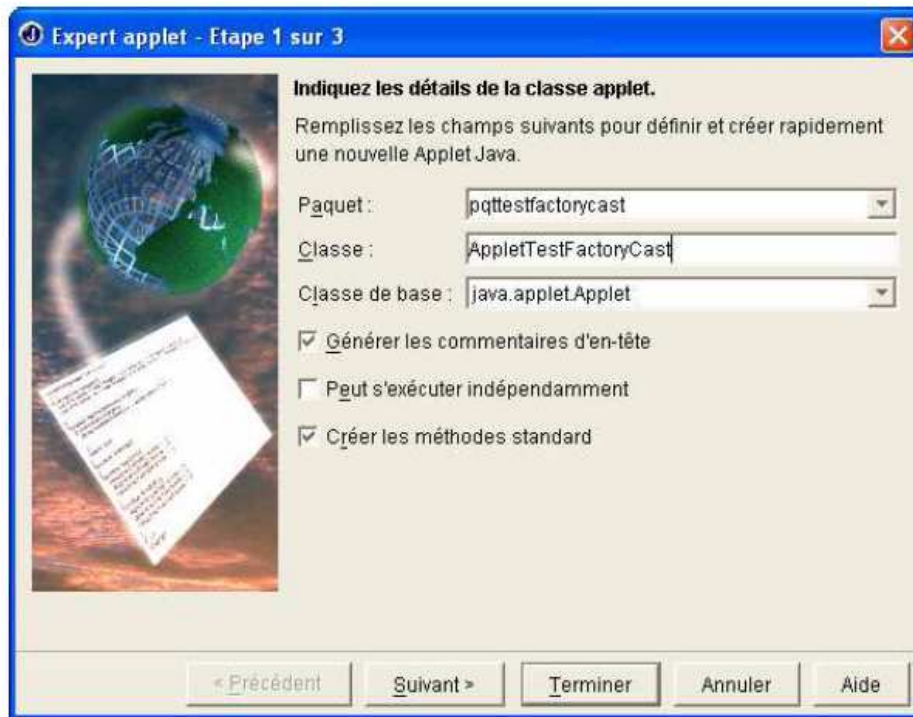 Expert applet - Etape 1 sur 3
Indiquez les détails de la classe applet.
Remplissez les champs suivants pour définir et créer rapidement
une nouvelle Applet Java.
Paquet :
pqttestfactorycast
Classe :
AppletTestFactoryCast
Classe de base :
java.applet.Applet
Générer les commentaires d'en-tête
Peut s'exécuter indépendamment
Créer les méthodes standard
< Précédent
Suivant >
Terminer
Annuler
Aide